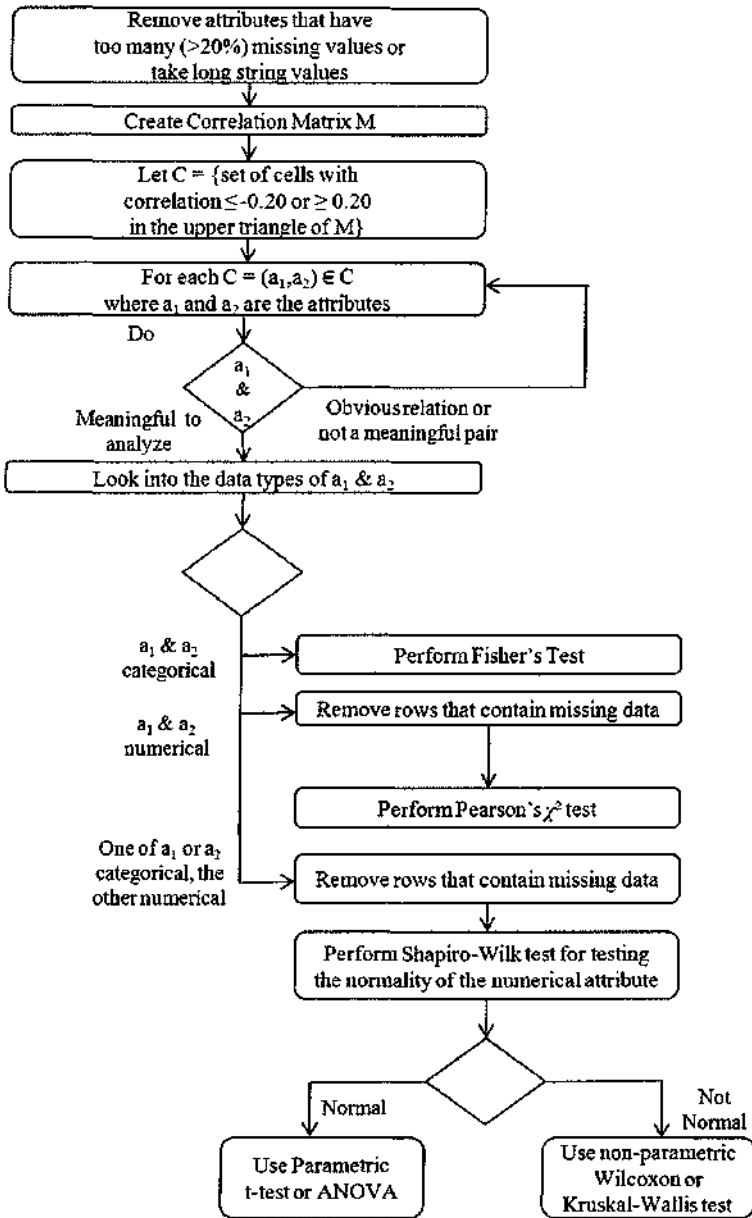 Remove attributes that have
too many (>20%) missing values or
take long string values
Create Correlation Matrix M
Let C = {set of cells with
correlation ≤-0.20 or ≥ 0.20
in the upper triangle of M}
For each C = (a₁,a₂) ∈ C
where a₁ and a₂ are the attributes
Do
a₁
&
a₂
Meaningful to
analyze
Obvious relation or
not a meaningful pair
Look into the data types of a₁ & a₂
a₁ & a₂
categorical
Perform Fisher's Test
a₁ & a₂
numerical
Remove rows that contain missing data
Perform Pearson's χ² test
One of a₁ or a₂
categorical, the
other numerical
Remove rows that contain missing data
Perform Shapiro-Wilk test for testing
the normality of the numerical attribute
Normal
Not
Normal
Use Parametric
t-test or ANOVA
Use non-parametric
Wilcoxon or
Kruskal-Wallis test